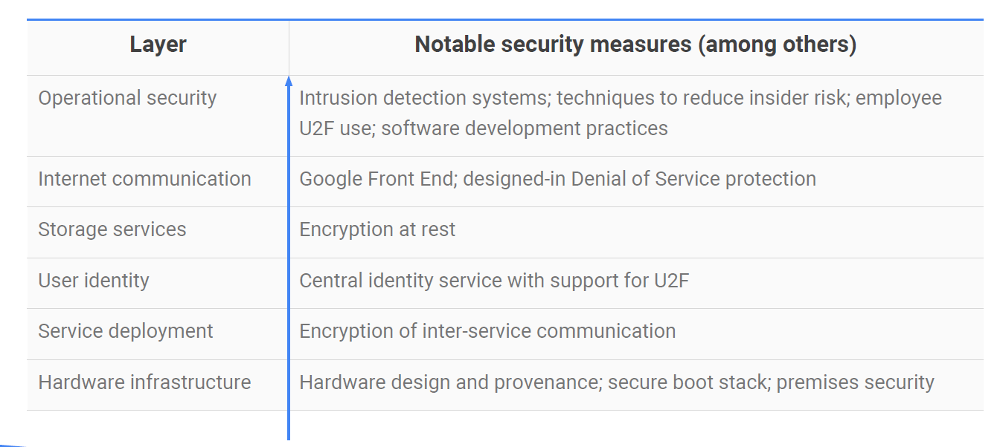 Layer
Notable security measures (among others)
Operational security
Intrusion detection systems; techniques to reduce insider risk; employee
U2F use; software development practices
Internet communication
Google Front End; designed-in Denial of Service protection
Storage services
Encryption at rest
User identity
Central identity service with support for U2F
Service deployment
Encryption of inter-service communication
Hardware infrastructure
Hardware design and provenance; secure boot stack; premises security